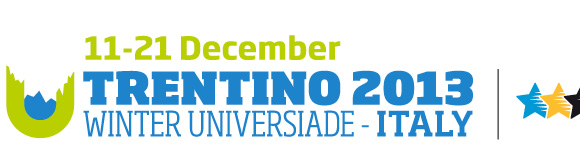 11-21 December
TRENTINO 2013
WINTER UNIVERSIADE - ITALY